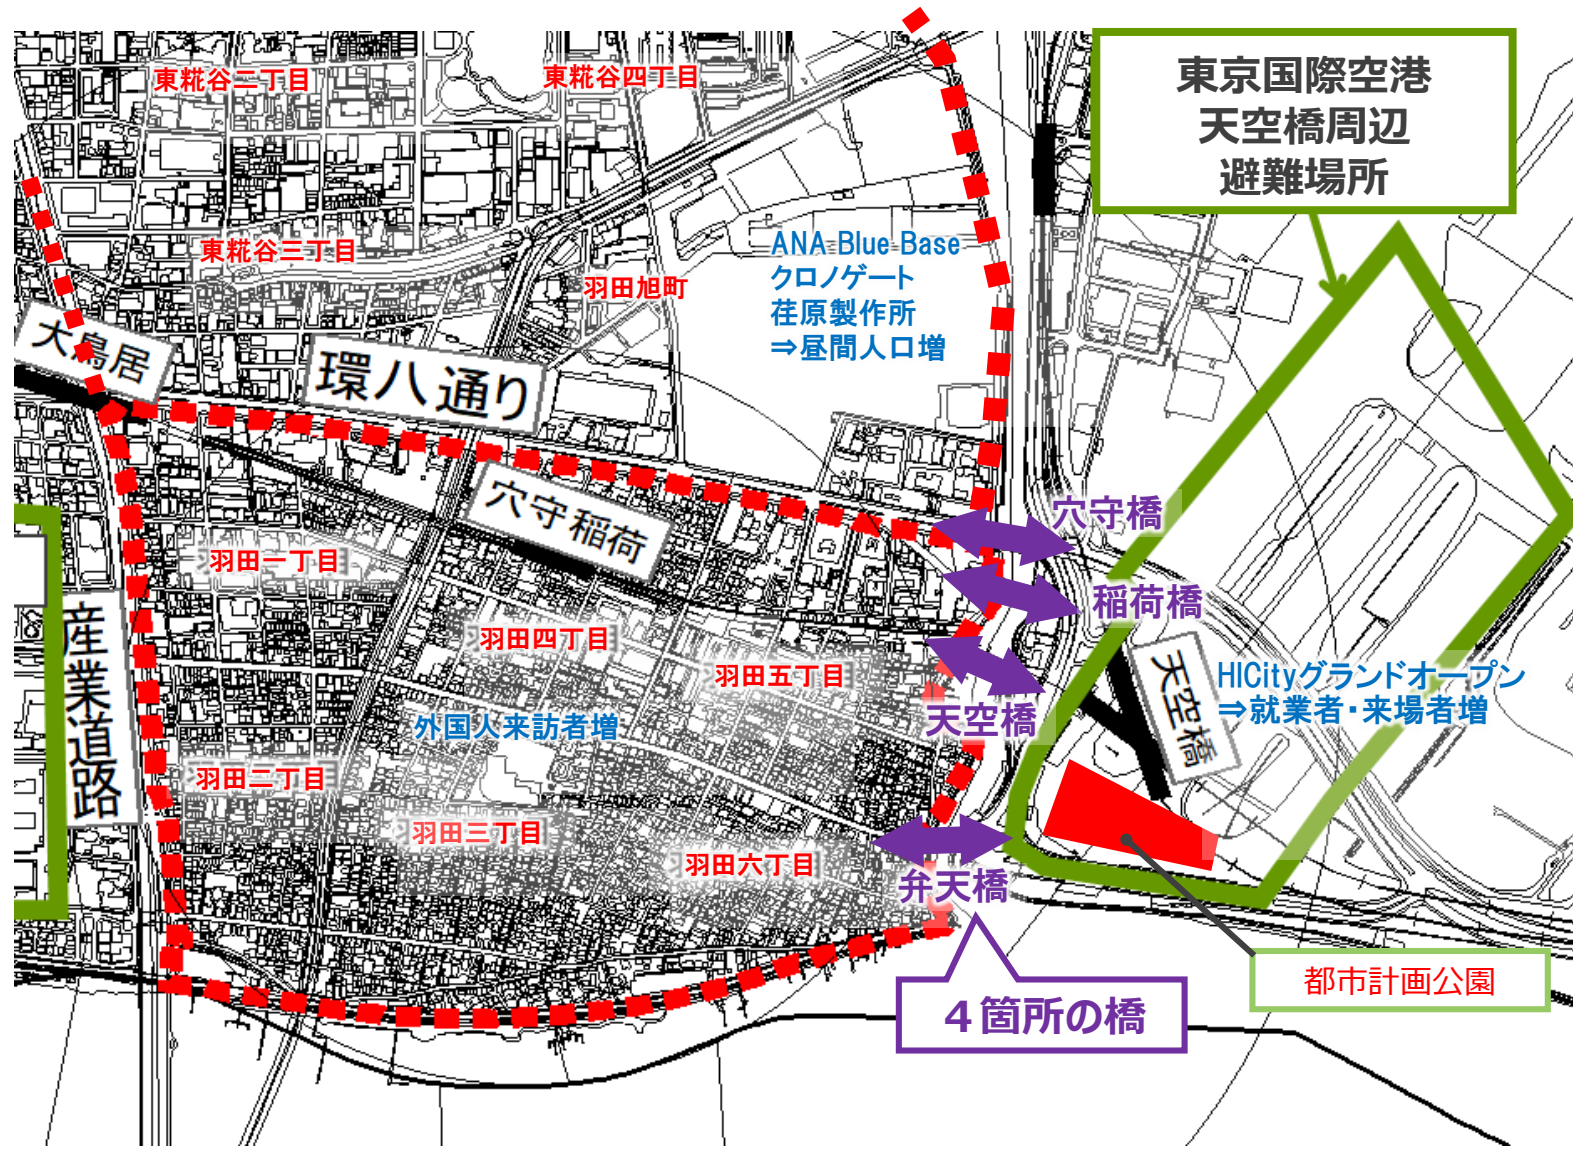 東京国際空港
天空橋周辺
避難場所
東糀谷二丁目
東糀谷四丁目
東糀谷三丁目
羽田旭町
ANA Blue Base
クロノゲート
荏原製作所
⇒昼間人口増
大鳥居
環八通り
穴守稲荷
穴守橋
羽田一丁目
稲荷橋
産業道路
羽田四丁目
羽田五丁目
天空橋
天空橋
HICityグランドオープン
⇒就業者・来場者増
外国人来訪者増
羽田二丁目
羽田三丁目
羽田六丁目
弁天橋
４箇所の橋
都市計画公園